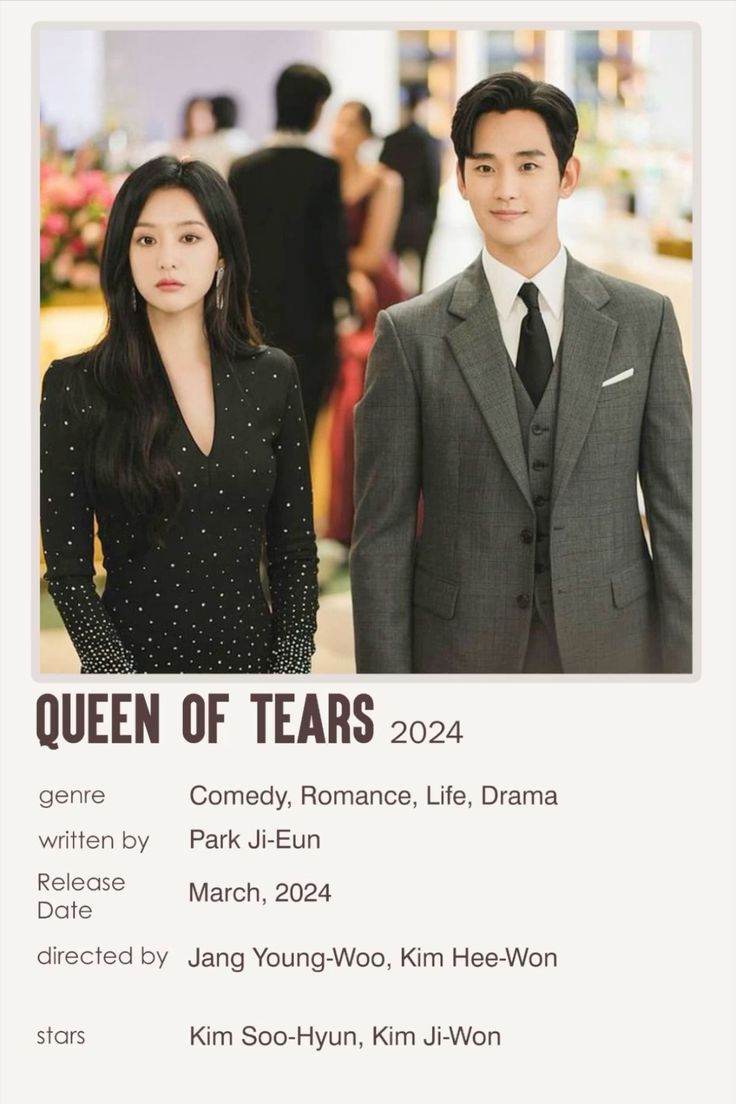 QUEEN OF TEARS 2024
genre Comedy, Romance, Life, Drama
written by Park Ji-Eun
Release
Date March, 2024
directed by Jang Young-Woo, Kim Hee-Won
stars Kim Soo-Hyun, Kim Ji-Won